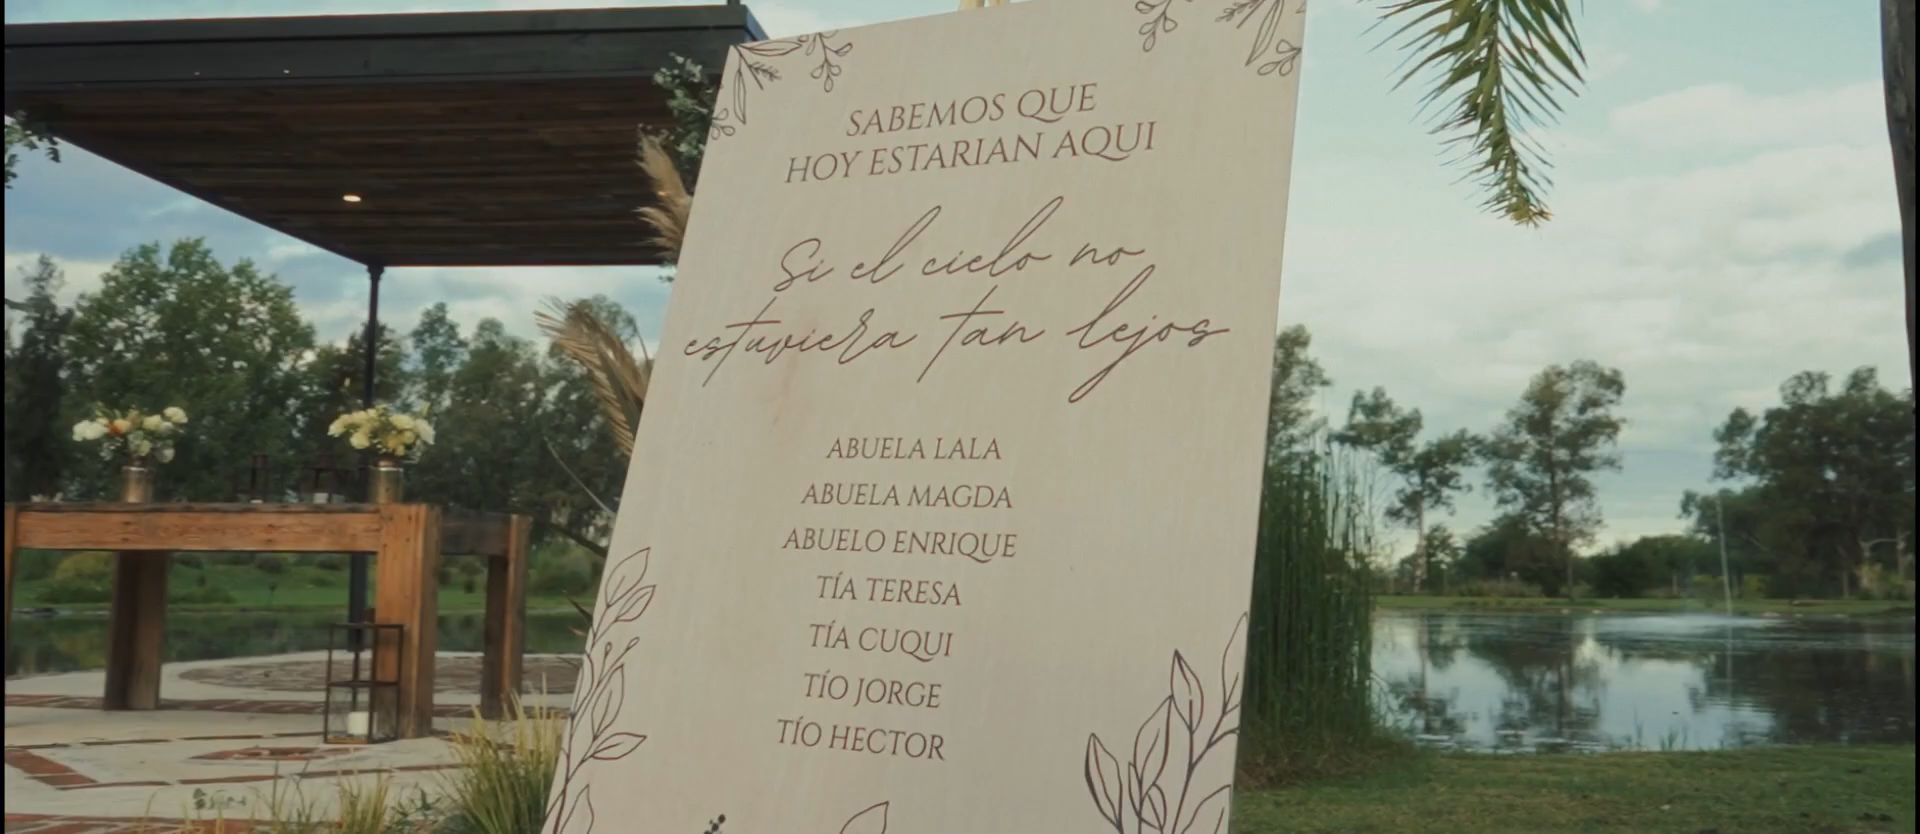 SABEMOS QUE
HOY ESTARIAN AQUI
Si el cielo no
estuviera tan lejos
ABUELA LALA
ABUELA MAGDA
ABUELO ENRIQUE
TÍA TERESA
TÍA CUQUI
TÍO JORGE
TÍO HECTOR